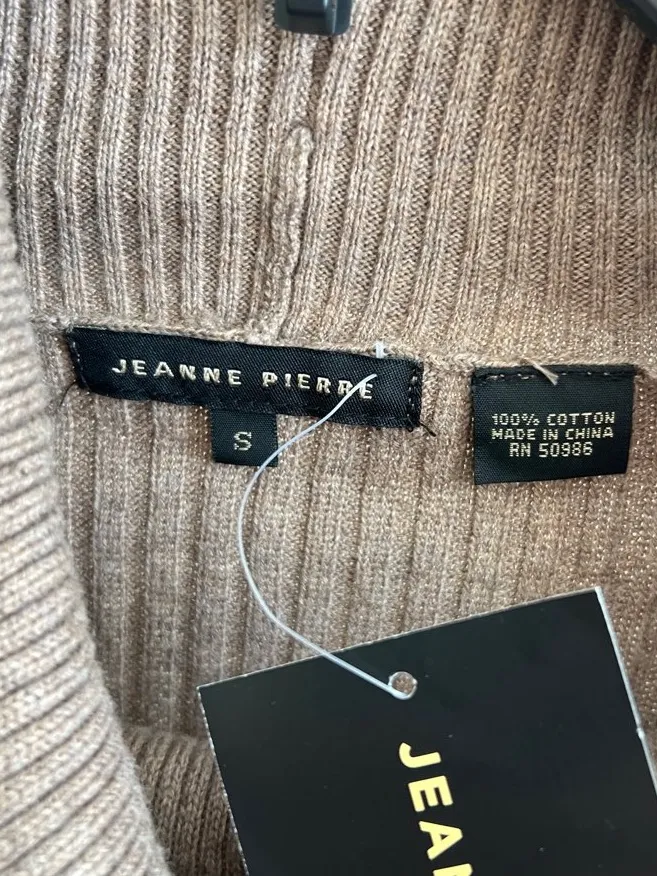 JEANNE PIERRE
S
100% COTTON
MADE IN CHINA
RN 50986
JEAN